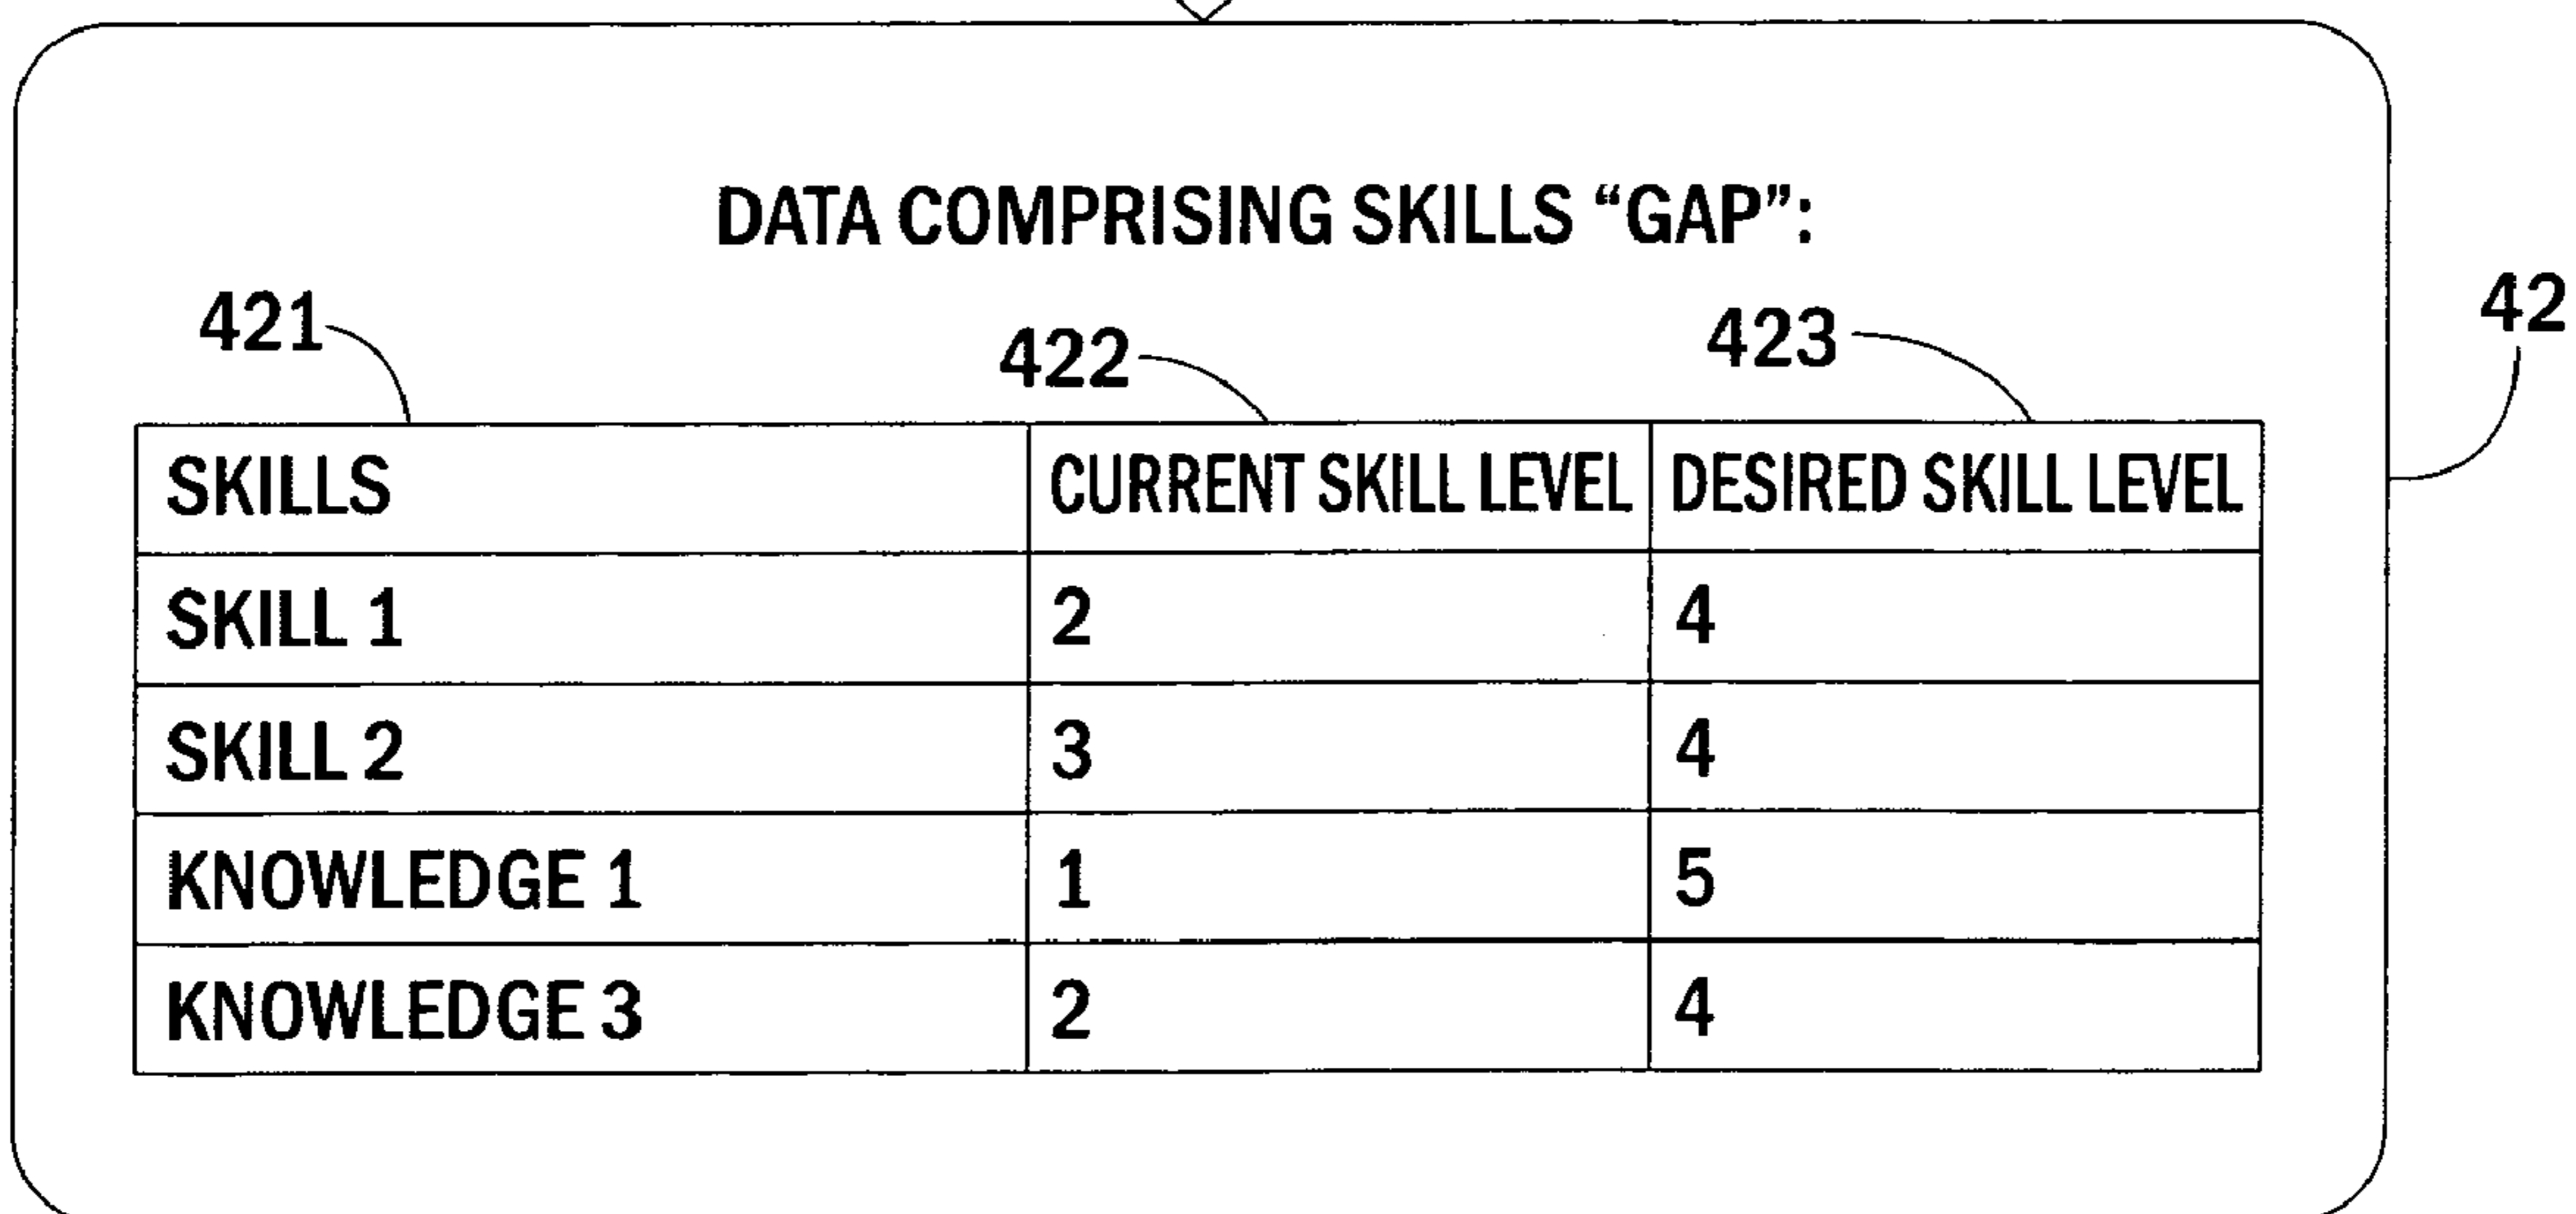 DATA COMPRISING SKILLS “GAP”:
421
422
423
42
SKILLS CURRENT SKILL LEVEL DESIRED SKILL LEVEL
SKILL 1 2 4
SKILL 2 3 4
KNOWLEDGE 1 1 5
KNOWLEDGE 3 2 4